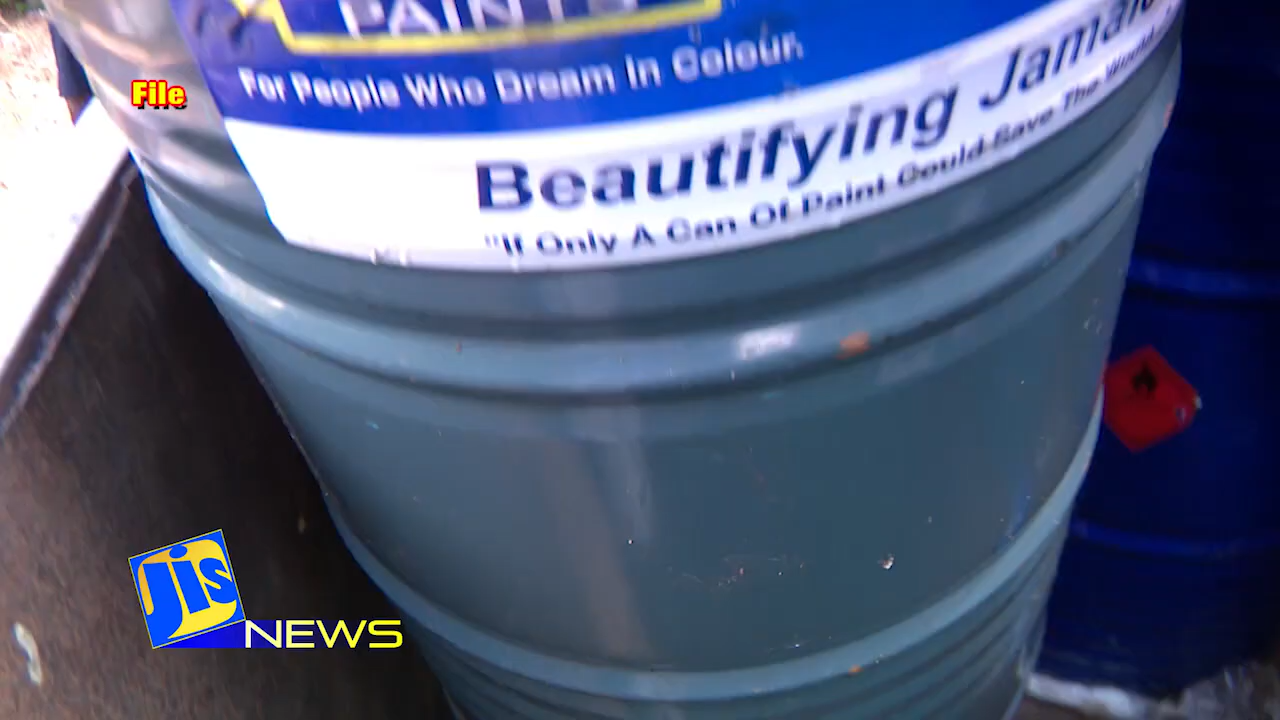 PAINTS
File
For People Who Dream In Colour.
Beautifying Jamaic
"If Only A Can Of Paint Could Save The World
JIS
NEWS